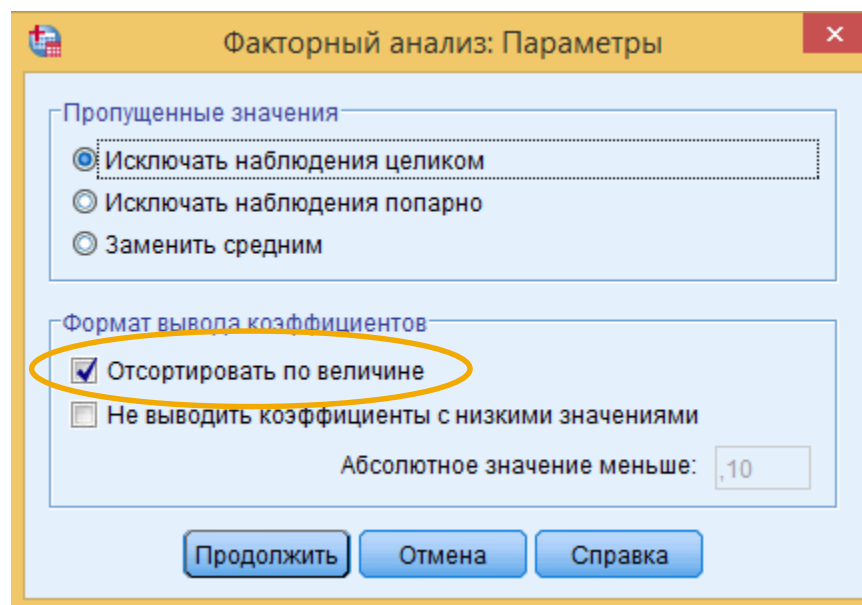 Факторный анализ: Параметры
Пропущенные значения
Исключать наблюдения целиком
Исключать наблюдения попарно
Заменить средним
Формат вывода коэффициентов
Отсортировать по величине
Не выводить коэффициенты с низкими значениями
Абсолютное значение меньше: ,10
Продолжить Отмена Справка